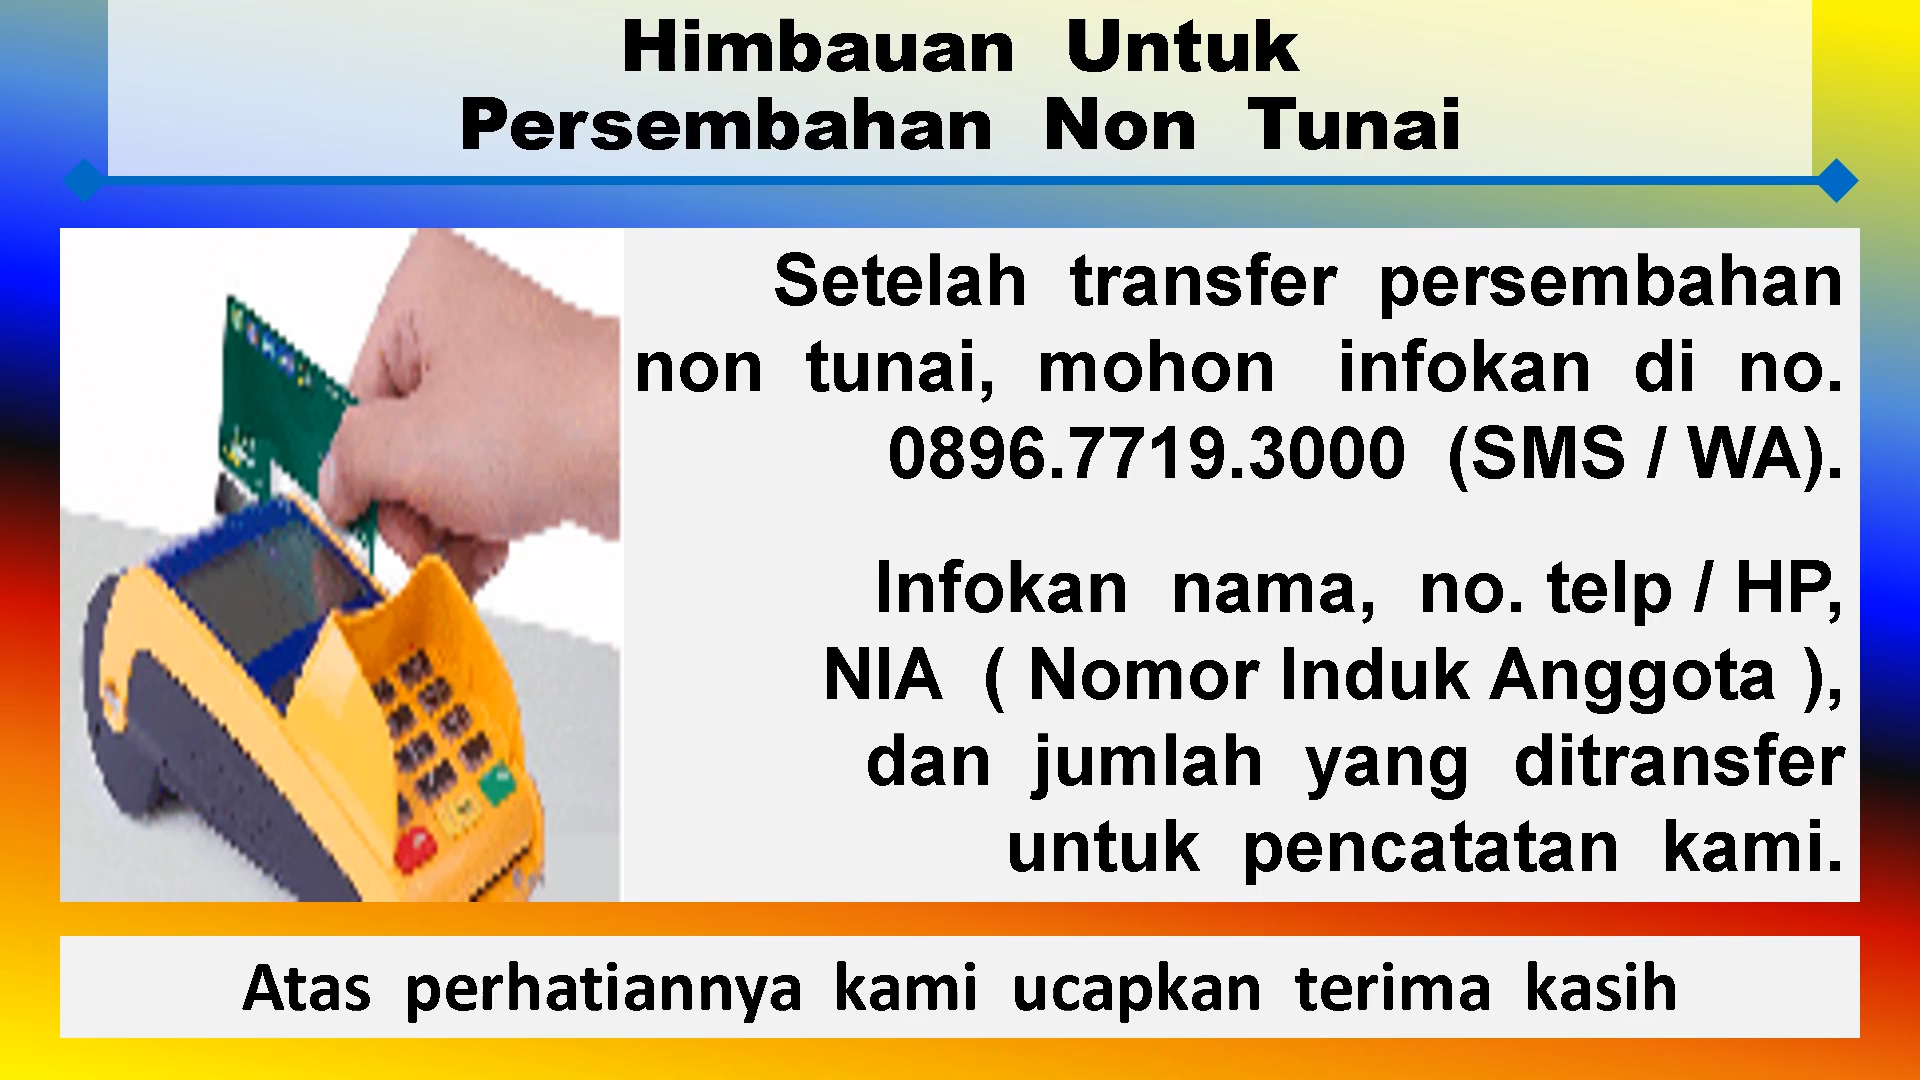 Himbauan Untuk
Persembahan Non Tunai
Setelah transfer persembahan
non tunai, mohon infokan di no.
0896.7719.3000 (SMS / WA).
Infokan nama, no. telp / HP,
NIA ( Nomor Induk Anggota ),
dan jumlah yang ditransfer
untuk pencatatan kami.
Atas perhatiannya kami ucapkan terima kasih